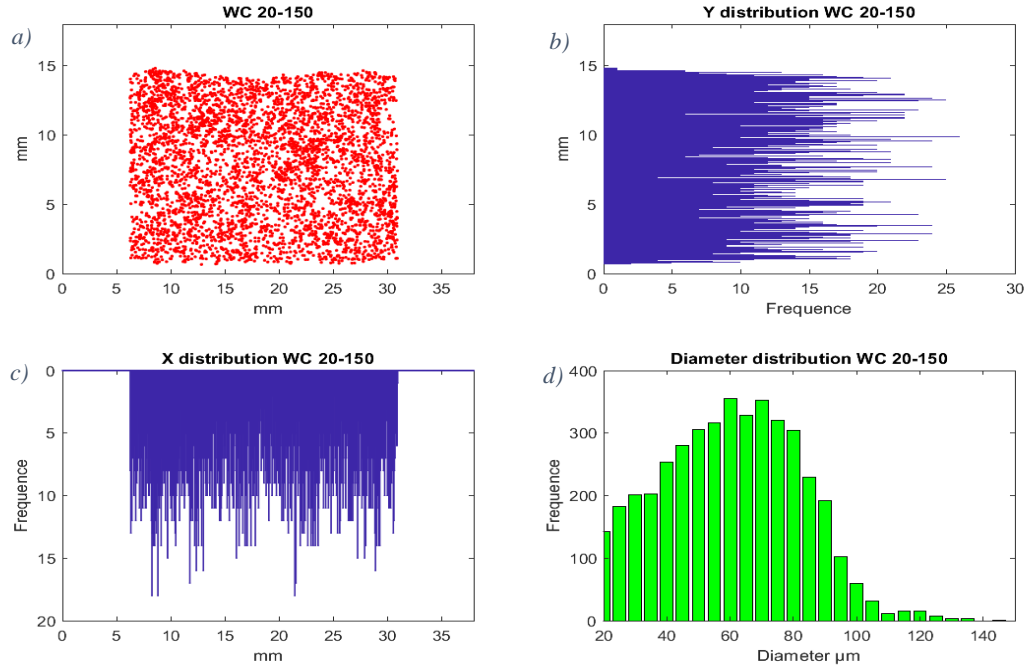 WC 20-150
a)
15
10
5
0
mm
0 5 10 15 20 25 30 35
mm
Y distribution WC 20-150
b)
15
10
5
0
mm
0 5 10 15 20 25 30
Frequence
X distribution WC 20-150
c)
0
5
10
15
20
Frequence
0 5 10 15 20 25 30 35
mm
Diameter distribution WC 20-150
d)
400
300
200
100
0
Frequence
20 40 60 80 100 120 140
Diameter µm